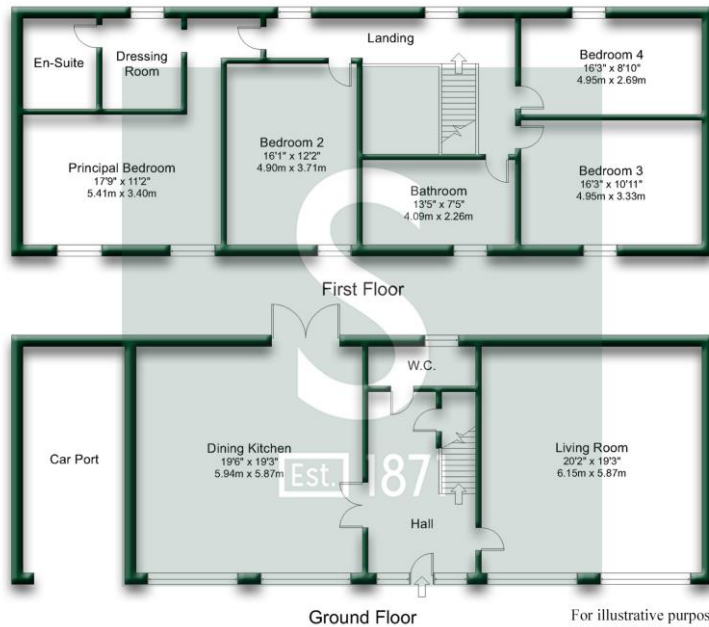 Landing
En-Suite
Dressing
Room
Bedroom 4
16'3" x 8'10"
4.95m x 2.69m
Bedroom 2
16'1" x 12'2"
4.90m x 3.71m
Principal Bedroom
17'9" x 11'2"
5.41m x 3.40m
Bathroom
13'5" x 7'5"
4.09m x 2.26m
Bedroom 3
16'3" x 10'11"
4.95m x 3.33m
S
First Floor
W.C.
Car Port
Dining Kitchen
19'6" x 19'3"
5.94m x 5.87m
Living Room
20'2" x 19'3"
6.15m x 5.87m
Est. 1871
Hall
Ground Floor
For illustrative purpos